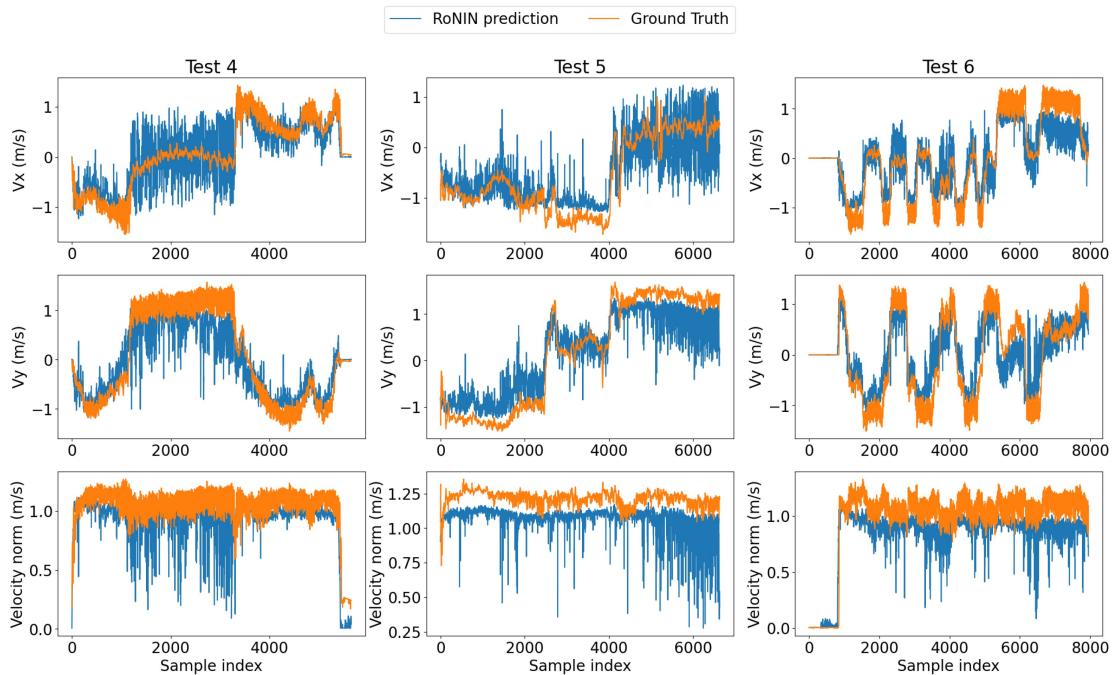 RoNIN prediction Ground Truth
Test 4 Test 5 Test 6
Vx (m/s) 1 0 −1 0 2000 4000
Vx (m/s) 1 0 −1 0 2000 4000 6000
Vx (m/s) 1 0 −1 0 2000 4000 6000 8000
Vy (m/s) 1 0 −1 0 2000 4000
Vy (m/s) 1 0 −1 0 2000 4000 6000
Vy (m/s) 1 0 −1 0 2000 4000 6000 8000
Velocity norm (m/s) 1.0 0.5 0.0 0 2000 4000
Sample index
Velocity norm (m/s) 1.25 1.00 0.75 0.50 0.25 0 2000 4000 6000
Sample index
Velocity norm (m/s) 1.0 0.5 0.0 0 2000 4000 6000 8000
Sample index